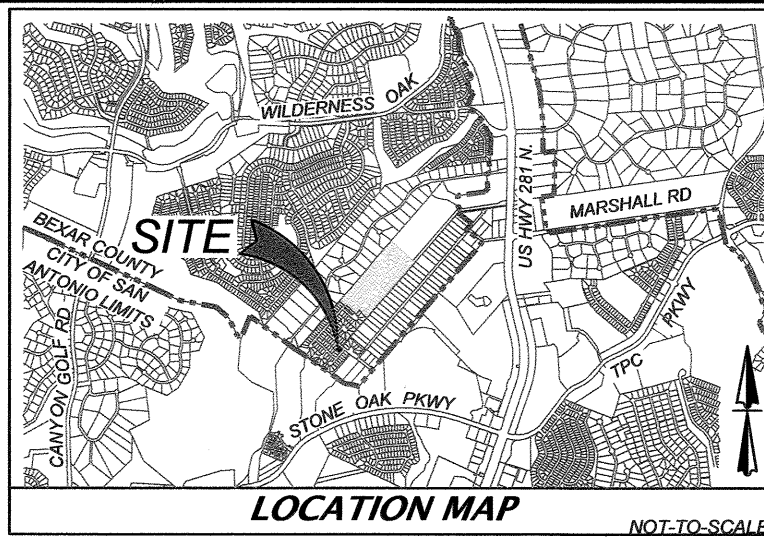 WILDERNESS OAK
US HWY 281 N.
MARSHALL RD
SITE
BEXAR COUNTY
CITY OF SAN
ANTONIO LIMITS
CANYON GOLF RD
STONE OAK PKWY
TPC
PKWY
LOCATION MAP
NOT-TO-SCALE